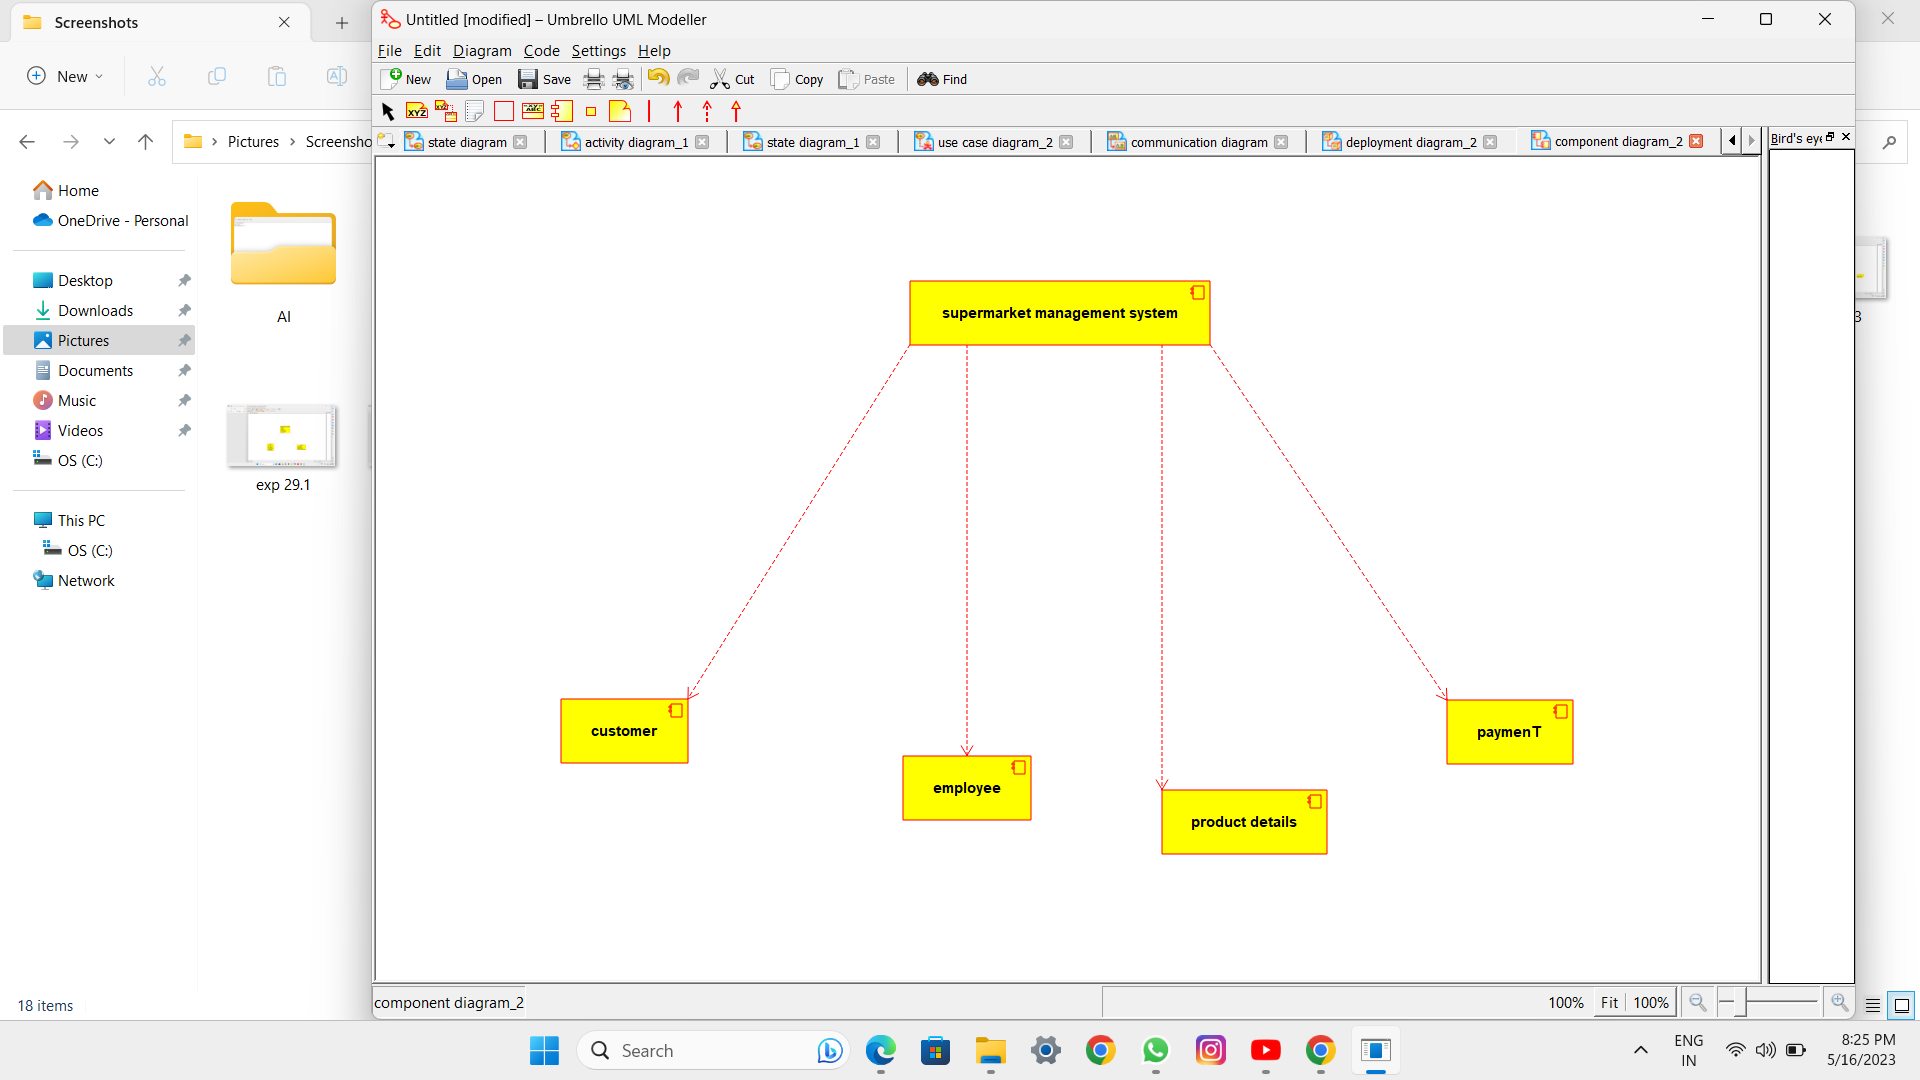 Screenshots
New
Pictures
Screensho
Home
OneDrive - Personal
Desktop
Downloads
Pictures
Documents
Music
Videos
OS (C:)
This PC
OS (C:)
Network
AI
exp 29.1
3
18 items
Untitled [modified] – Umbrello UML Modeller
File Edit Diagram Code Settings Help
New Open Save Cut Copy Paste Find
state diagram activity diagram_1 state diagram_1 use case diagram_2 communication diagram deployment diagram_2 component diagram_2
Bird's eye
supermarket management system
customer
employee
product details
paymenT
component diagram_2
100% Fit 100%
Search
ENG
IN
8:25 PM
5/16/2023